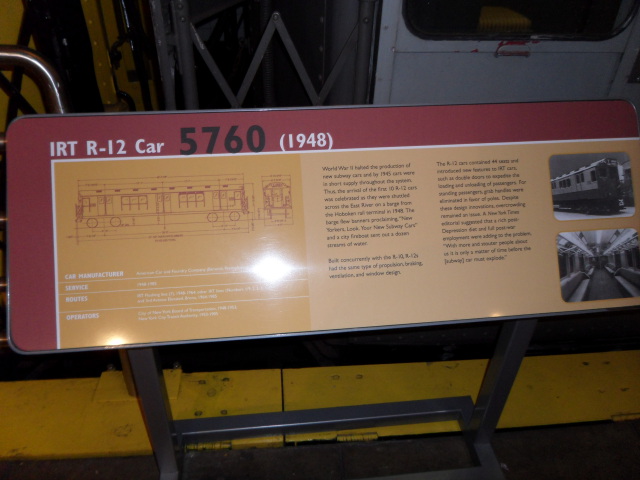 IRT R-12 Car 5760 (1948)
CAR MANUFACTURER
SERVICE
ROUTES
OPERATORS
World War II halted the production of
new subway cars and by 1945 cars were
in short supply throughout the system.
Thus, the arrival of the first 10 R-12 cars
was celebrated as they were shuttled
across the East River on a barge from
the Hoboken rail terminal in 1948. The
barge flew banners proclaiming, "New
Yorkers, Look. Your New Subway Cars"
and a city fireboat sent out a dozen
streams of water.
Built concurrently with the R-10, R-12s
had the same type of propulsion, braking,
ventilation, and window design.
The R-12 cars contained 44 seats and
introduced new features to IRT cars,
such as double doors to expedite the
loading and unloading of passengers. For
standing passengers, grab handles were
eliminated in favor of poles. Despite
these design innovations, overcrowding
remained an issue. A New York Times
editorial suggested that a rich post-
Depression diet and full post-war
employment were adding to the problem.
"With more and stouter people about
us it is only a matter of time before the
[subway] car must explode."